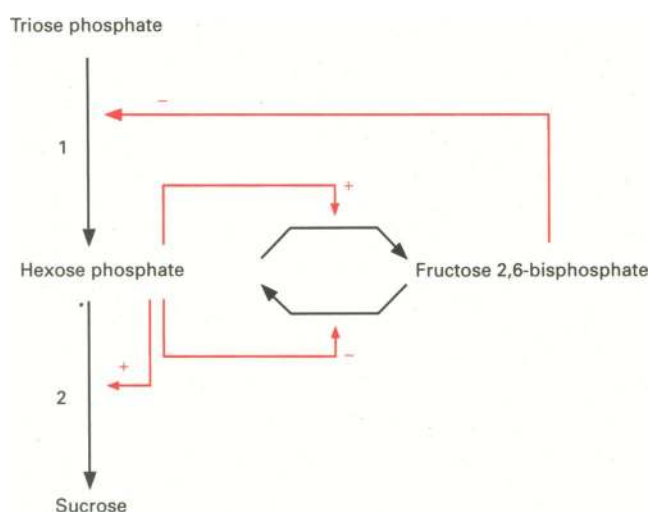 Triose phosphate
−
1
+
Hexose phosphate
Fructose 2,6-bisphosphate
−
+
2
Sucrose